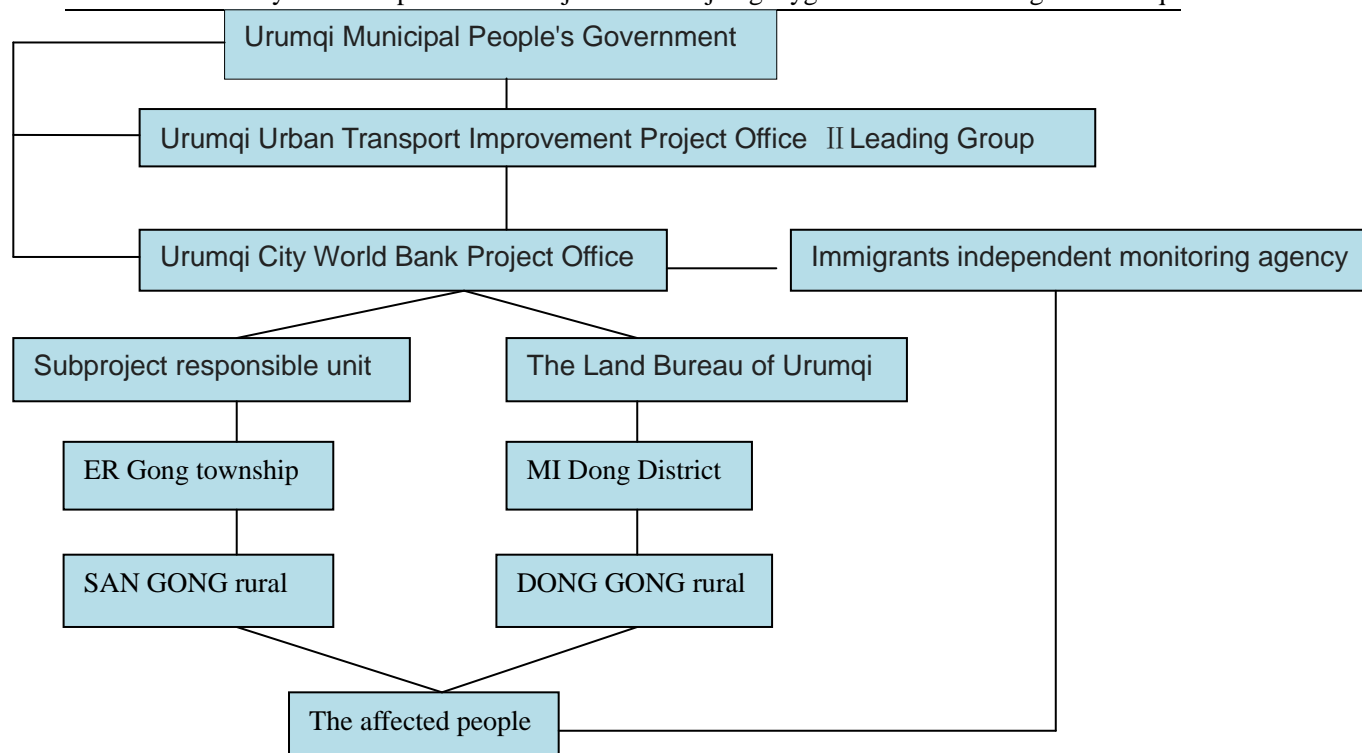 Urumqi Municipal People's Government
Urumqi Urban Transport Improvement Project Office Ⅱ Leading Group
Urumqi City World Bank Project Office
Immigrants independent monitoring agency
Subproject responsible unit
The Land Bureau of Urumqi
ER Gong township
MI Dong District
SAN GONG rural
DONG GONG rural
The affected people